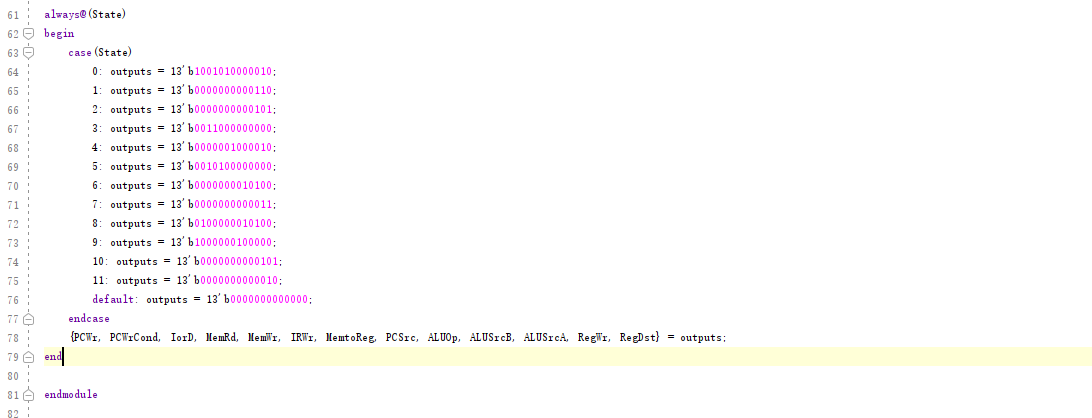 61 always@(State)
62 begin
63 case(State)
64 0: outputs = 13'b1001010000010;
65 1: outputs = 13'b0000000000110;
66 2: outputs = 13'b0000000000101;
67 3: outputs = 13'b0011000000000;
68 4: outputs = 13'b0000001000010;
69 5: outputs = 13'b0010100000000;
70 6: outputs = 13'b0000000010100;
71 7: outputs = 13'b0000000000011;
72 8: outputs = 13'b0100000010100;
73 9: outputs = 13'b1000000100000;
74 10: outputs = 13'b0000000000101;
75 11: outputs = 13'b0000000000010;
76 default: outputs = 13'b0000000000000;
77 endcase
78 {PCWr, PCWrCond, IorD, MemRd, MemWr, IRWr, MemtoReg, PCSrc, ALUOp, ALUSrcB, ALUSrcA, RegWr, RegDst} = outputs;
79 end
80
81 endmodule
82